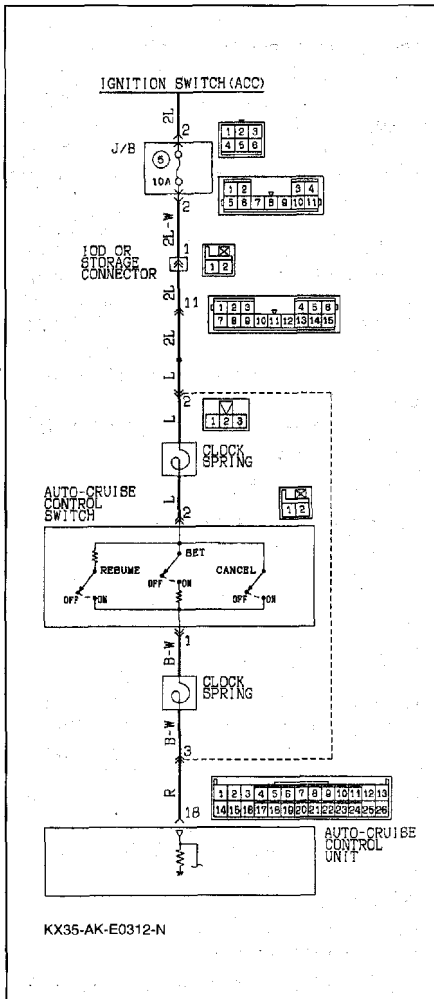 IGNITION SWITCH(ACC)
2L
2
J/B
5
10A
1 2 3
4 5 6
1 2 3 4
5 6 7 8 9 10 11
2
2L-W
IOD OR
STORAGE
CONNECTOR
1
1 2
2L
11
1 2 3 4 5 6
7 8 9 10 11 12 13 14 15
2L
L
2
1 2 3
L
CLOCK
SPRING
L
AUTO-CRUISE
CONTROL
SWITCH
2
1 2
RESUME
SET
CANCEL
OFF ON
OFF ON
OFF ON
1
B-W
CLOCK
SPRING
B-W
3
R
18
1 2 3 4 5 6 7 8 9 10 11 12 13
14 15 16 17 18 19 20 21 22 23 24 25 26
AUTO-CRUISE
CONTROL
UNIT
KX35-AK-E0312-N